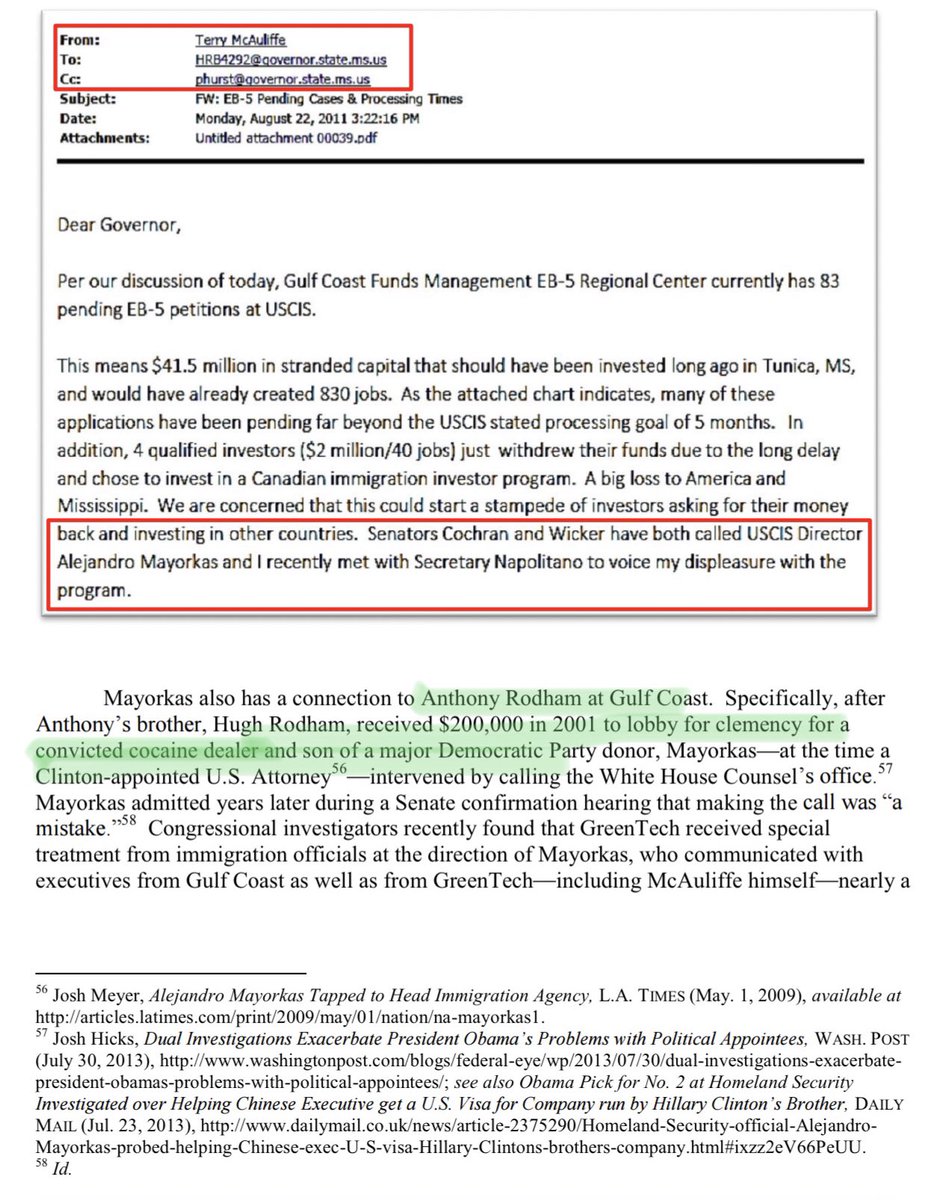 From: Terry McAuliffe
To: HRB4292@governor.state.ms.us
Cc: phurst@governor.state.ms.us
Subject: FW: EB-5 Pending Cases & Processing Times
Date: Monday, August 22, 2011 3:22:16 PM
Attachments: Untitled attachment 00039.pdf
Dear Governor,
Per our discussion of today, Gulf Coast Funds Management EB-5 Regional Center currently has 83
pending EB-5 petitions at USCIS.
This means $41.5 million in stranded capital that should have been invested long ago in Tunica, MS,
and would have already created 830 jobs. As the attached chart indicates, many of these
applications have been pending far beyond the USCIS stated processing goal of 5 months. In
addition, 4 qualified investors ($2 million/40 jobs) just withdrew their funds due to the long delay
and chose to invest in a Canadian immigration investor program. A big loss to America and
Mississippi. We are concerned that this could start a stampede of investors asking for their money
back and investing in other countries. Senators Cochran and Wicker have both called USCIS Director
Alejandro Mayorkas and I recently met with Secretary Napolitano to voice my displeasure with the
program.
Mayorkas also has a connection to Anthony Rodham at Gulf Coast. Specifically, after
Anthony's brother, Hugh Rodham, received $200,000 in 2001 to lobby for clemency for a
convicted cocaine dealer and son of a major Democratic Party donor, Mayorkas—at the time a
Clinton-appointed U.S. Attorney56—intervened by calling the White House Counsel's office.57
Mayorkas admitted years later during a Senate confirmation hearing that making the call was "a
mistake."58 Congressional investigators recently found that GreenTech received special
treatment from immigration officials at the direction of Mayorkas, who communicated with
executives from Gulf Coast as well as from GreenTech—including McAuliffe himself—nearly a
56 Josh Meyer, Alejandro Mayorkas Tapped to Head Immigration Agency, L.A. TIMES (May. 1, 2009), available at
http://articles.latimes.com/print/2009/may/01/nation/na-mayorkas1.
57 Josh Hicks, Dual Investigations Exacerbate President Obama's Problems with Political Appointees, WASH. POST
(July 30, 2013), http://www.washingtonpost.com/blogs/federal-eye/wp/2013/07/30/dual-investigations-exacerbate-
president-obamas-problems-with-political-appointees/; see also Obama Pick for No. 2 at Homeland Security
Investigated over Helping Chinese Executive get a U.S. Visa for Company run by Hillary Clinton's Brother, DAILY
MAIL (Jul. 23, 2013), http://www.dailymail.co.uk/news/article-2375290/Homeland-Security-official-Alejandro-
Mayorkas-probed-helping-Chinese-exec-U-S-visa-Hillary-Clintons-brothers-company.html#ixzz2eV66PeUU.
58 Id.